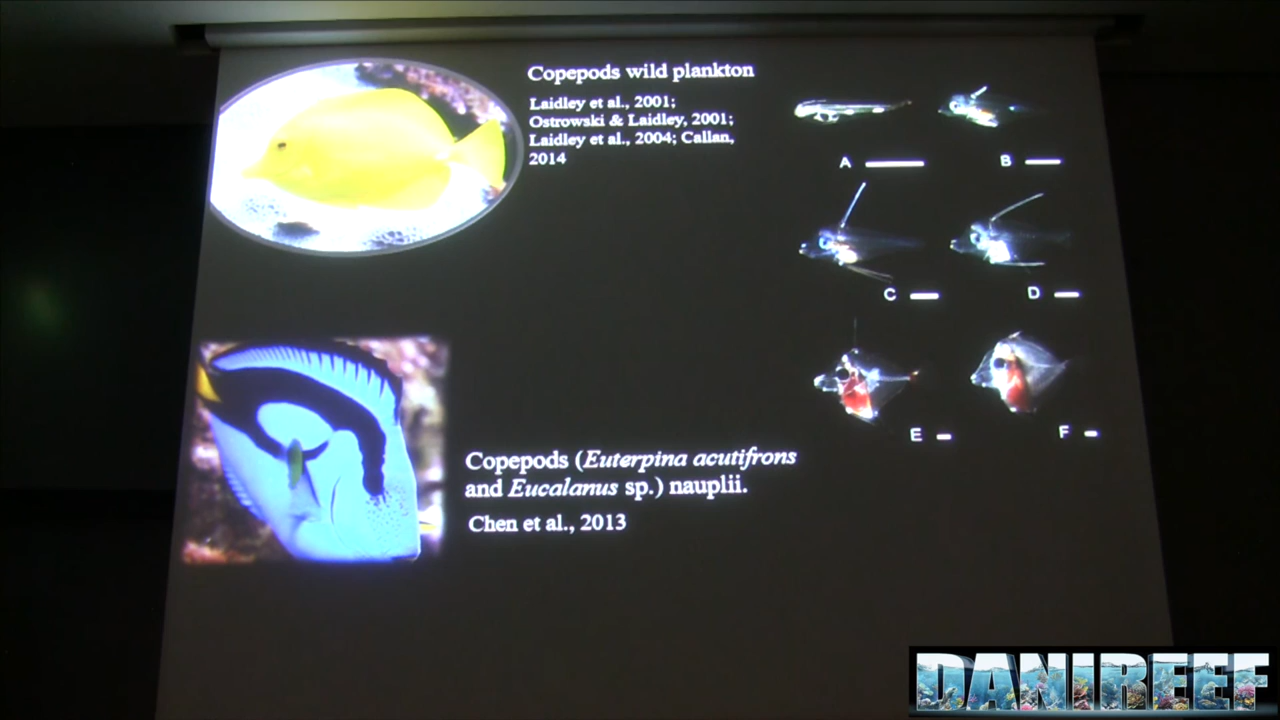 Copepods wild plankton
Laidley et al., 2001;
Ostrowski & Laidley, 2001;
Laidley et al., 2004; Callan,
2014
A
B
C
D
E
F
Copepods (Euterpina acutifrons
and Eucalanus sp.) nauplii.
Chen et al., 2013
DANIREEF